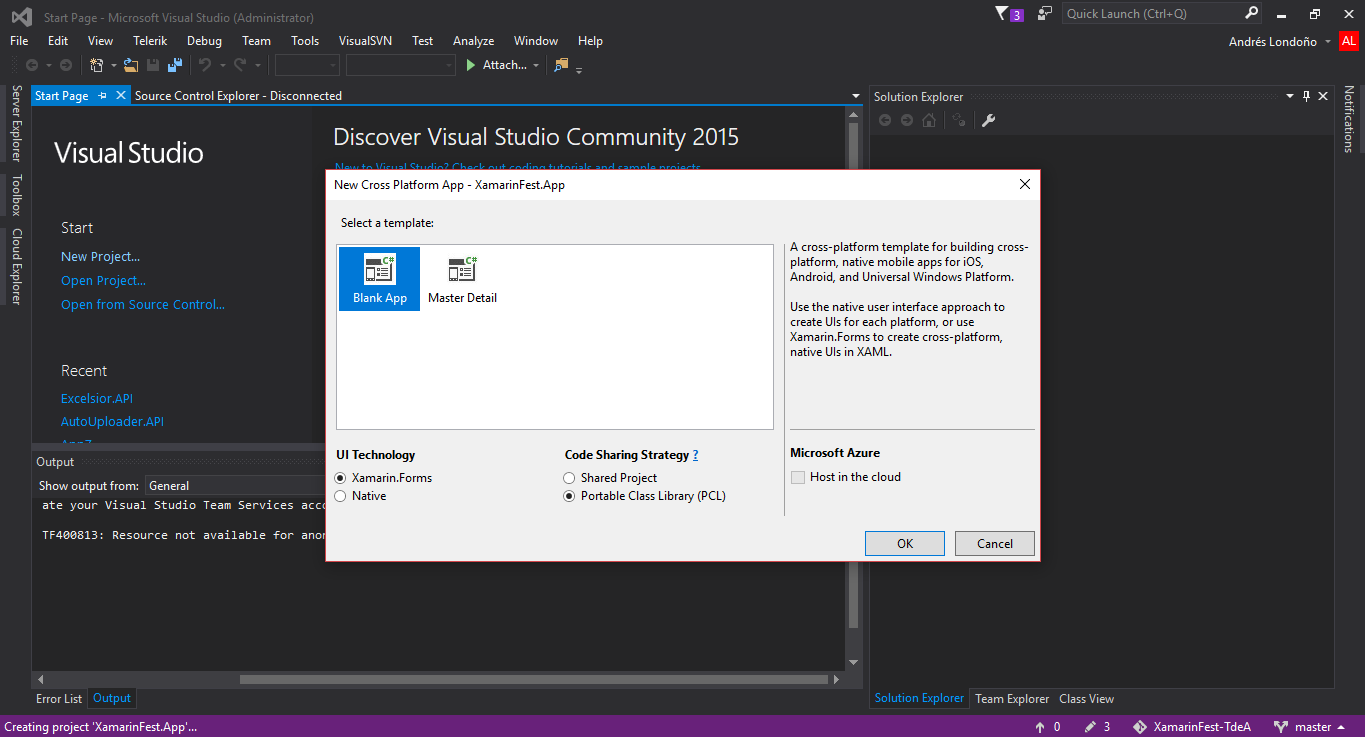 Start Page - Microsoft Visual Studio (Administrator)
3
Quick Launch (Ctrl+Q)
File Edit View Telerik Debug Team Tools VisualSVN Test Analyze Window Help
Andrés Londoño
AL
Attach...
Server Explorer
Toolbox
Cloud Explorer
Start Page
Source Control Explorer - Disconnected
Visual Studio
Discover Visual Studio Community 2015
New to Visual Studio? Check out coding tutorials and sample projects
Start
New Project...
Open Project...
Open from Source Control...
Recent
Excelsior.API
AutoUploader.API
New Cross Platform App - XamarinFest.App
Select a template:
C#
Blank App
C#
Master Detail
A cross-platform template for building cross-
platform, native mobile apps for iOS,
Android, and Universal Windows Platform.
Use the native user interface approach to
create UIs for each platform, or use
Xamarin.Forms to create cross-platform,
native UIs in XAML.
UI Technology
Xamarin.Forms
Native
Code Sharing Strategy ?
Shared Project
Portable Class Library (PCL)
Microsoft Azure
Host in the cloud
OK
Cancel
Output
Show output from: General
ate your Visual Studio Team Services acc
TF400813: Resource not available for anon
Error List
Output
Solution Explorer
Notifications
Solution Explorer
Team Explorer
Class View
Creating project 'XamarinFest.App'...
0
3
XamarinFest-TdeA
master